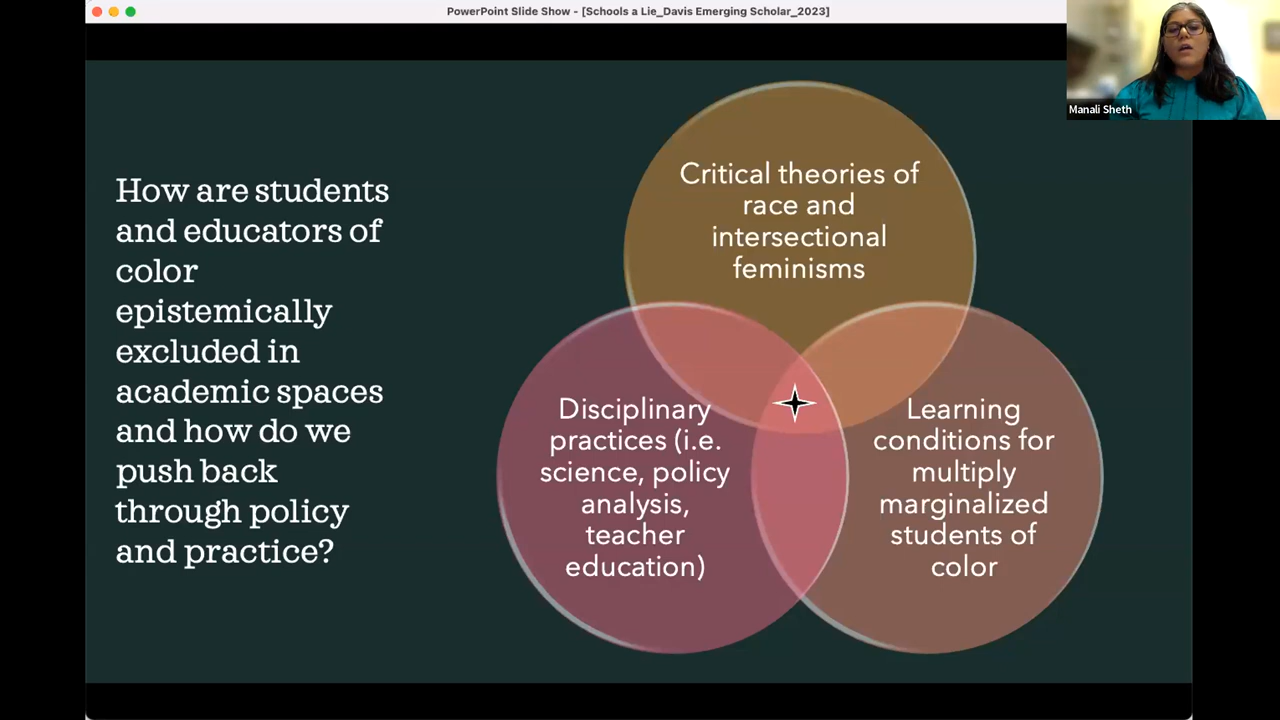 PowerPoint Slide Show - [Schools a Lie_Davis Emerging Scholar_2023]
Manali Sheth
How are students
and educators of
color
epistemically
excluded in
academic spaces
and how do we
push back
through policy
and practice?
Critical theories of
race and
intersectional
feminisms
Disciplinary
practices (i.e.
science, policy
analysis,
teacher
education)
Learning
conditions for
multiply
marginalized
students of
color